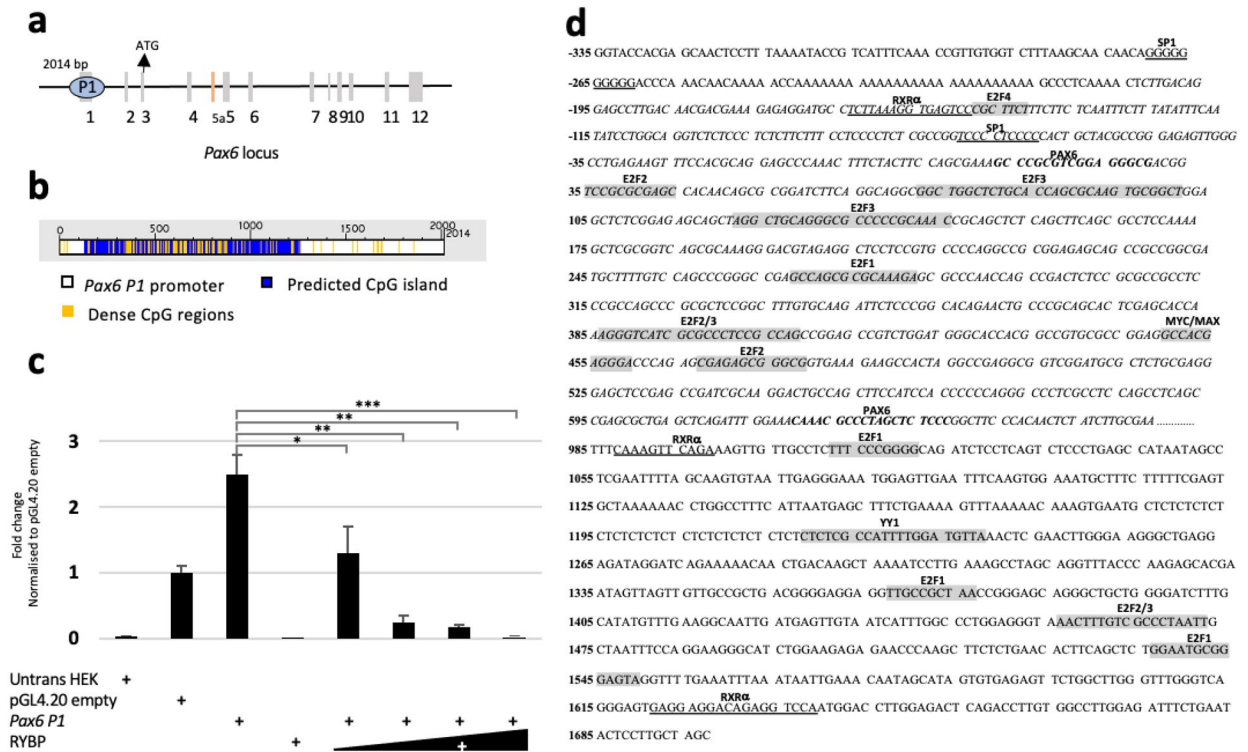 a
ATG
2014 bp
P1
1 2 3 4 5a 5 6 7 8 9 10 11 12
Pax6 locus
b
0 500 1000 1500 2000
2014
Pax6 P1 promoter
Predicted CpG island
Dense CpG regions
c
***
**
**
*
3
2
1
0
Fold change
Normalised to pGL4.20 empty
Untrans HEK +
pGL4.20 empty +
Pax6 P1 + + + + +
RYBP + +
d
SP1
-335 GGTACCACGA GCAACTCCTT TAAAATACCG TCATTTCAAA CCGTTGTGGT CTTTAAGCAA CAACAGGGGG
-265 GGGGGACCCA AACAACAAAA ACCAAAAAAA AAAAAAAAAA AAAAAAAAAA GCCCTCAAAA CTCTTGACAG
RXRα E2F4
-195 GAGCCTTGAC AACGACGAAA GAGAGGATGC CTCTTAAAGG TGAGTCCCGC TTCTTTCTTC TCAATTTCTT TATATTTCAA
SP1
-115 TATCCTGGCA GGTCTCTCCC TCTCTTCTTT CCTCCCCTCT CGCCGGTCCC CTCCCCCACT GCTACGCCGG GAGAGTTGGG
PAX6
-35 CCTGAGAAGT TTCCACGCAG GAGCCCAAAC TTTCTACTTC CAGCGAAAGC CCGCGTCGGA GGGCGACGG
E2F2 E2F3
35 TCCGCGCGAGC CACAACAGCG CGGATCTTCA GGCAGGCGGC TGGCTCTGCA CCAGCGCAAG TGCGGCTGGA
E2F3
105 GCTCTCGGAG AGCAGCTAGG CTGCAGGGCG CCCCCGCAAA CCGCAGCTCT CAGCTTCAGC GCCTCCAAAA
175 GCTCGCGGTC AGCGCAAAGG GACGTAGAGG CTCCTCCGTG CCCCAGGCCG CGGAGAGCAG CCGCCGGCGA
E2F1
245 TGCTTTTGTC CAGCCCGGGC CGAGCCAGCG CGCAAAGAGC GCCCAACCAG CCGACTCTCC GCGCCGCCTC
315 CCGCCAGCCC GCGCTCCGGC TTTGTGCAAG ATTCTCCCGG CACAGAACTG CCCGCAGCAC TCGAGCACCA
E2F2/3 MYC/MAX
385 AAGGGTCATC GCGCCCTCCG CCAGCCGGAG CCGTCTGGAT GGGCACCACG GCCGTGCGCC GGAGGCCACG
E2F2
455 AGGGACCCAG AGCGAGAGCG GGCGGTGAAA GAAGCCACTA GGCCGAGGCG GTCGGATGCG CTCTGCGAGG
525 GAGCTCCGAG CCGATCGCAA GGACTGCCAG CTTCCATCCA CCCCCCAGGG CCCCTCGCCTC CAGCCTCAGC
PAX6
595 CGAGCGCTGA GCTCAGATTT GGAAACAAAC GCCCTAGCTC TCCCGGCTTC CCACAACTCT ATCTTGCGAA .............
RXRα E2F1
985 TTTCAAAGTT CAGAAAGTTG TTGCCTCTTT CCCCGGGGCAG ATCTCCTCAGT CTCCCTGAGC CATAATAGCC
1055 TCGAATTTTA GCAAGTGTAA TTGAGGGAAA TGGAGTTGAA TTTCAAGTGG AAATGCTTTC TTTTTCGAGT
1125 GCTAAAAAAC CTGGCCTTTC ATTAATGAGC TTTCTGAAAA GTTTAAAAAC AAAGTGAATG CTCTCTCTCT
YY1
1195 CTCTCTCTCT CTCTCTCTCT CTCTCTCTCGC CATTTTGGAT GTTAAACTC GAACTTGGGA AGGGCTGAGG
1265 AGATAGGATC AGAAAAACAA CTGACAAGCT AAAATCCTTG AAAGCCTAGC AGGTTTACCC AAGAGCACGA
E2F1
1335 ATAGTTAGTT GTTGCCGCTG ACGGGGAGGA GGTTGCCGCT AACCGGGAGC AGGGCTGCTG GGGATCTTTG
E2F2/3
1405 CATATGTTTG AAGGCAATTG ATGAGTTGTA ATCATTTGGC CCTGGAGGGT AAACTTTGTC GCCCTAATTG
E2F1
1475 CTAATTTCCA GGAAGGGCAT CTGGAAGAGA GAACCCAAGC TTCTCTGAAC ACTTCAGCTC TGGAATGCGG
1545 GAGTAGGTTT TGAAATTTAA ATAATTGAAA CAATAGCATA GTGTGAGAGT TCTGGCTTGG GTTTGGGTCA
RXRα
1615 GGGAGTGAGG AGGACAGAGG TCCAATGGAC CTTGGAGACT CAGACCTTGT GGCCTTGGAG ATTTCTGAAT
1685 ACTCCTTGCT AGC